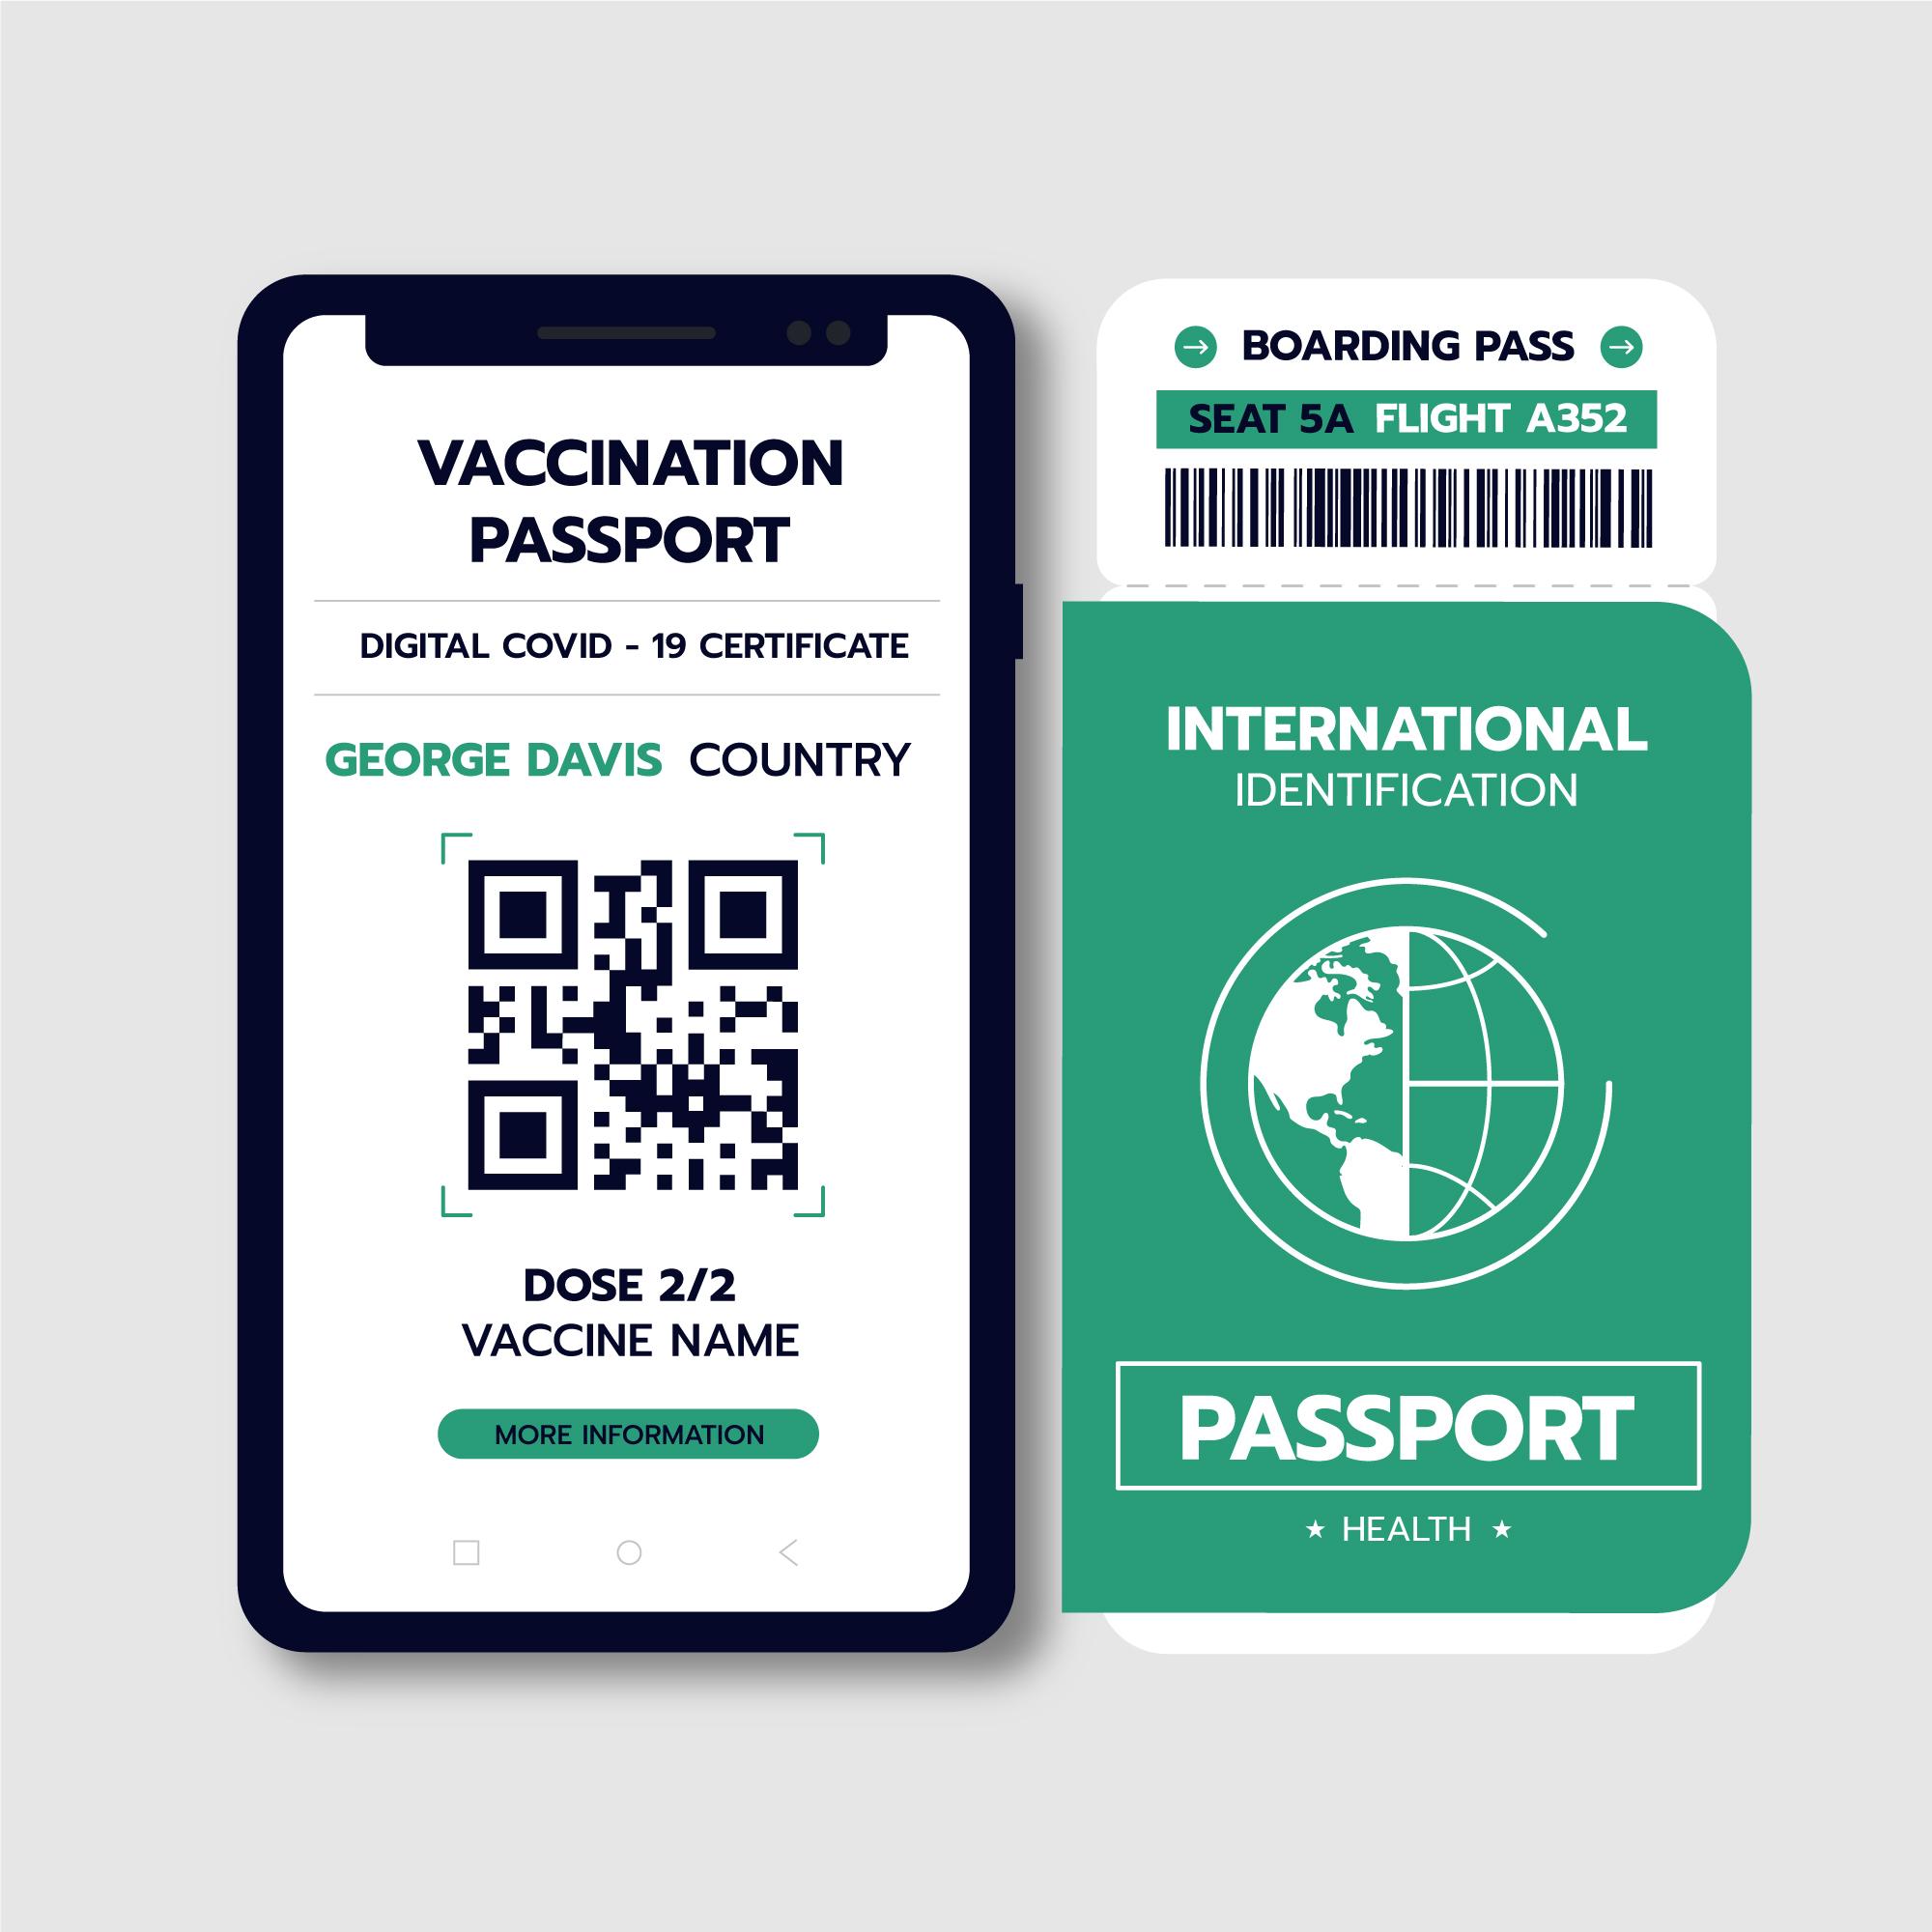 VACCINATION
PASSPORT
DIGITAL COVID - 19 CERTIFICATE
GEORGE DAVIS COUNTRY
DOSE 2/2
VACCINE NAME
MORE INFORMATION
BOARDING PASS
SEAT 5A FLIGHT A352
INTERNATIONAL
IDENTIFICATION
PASSPORT
HEALTH